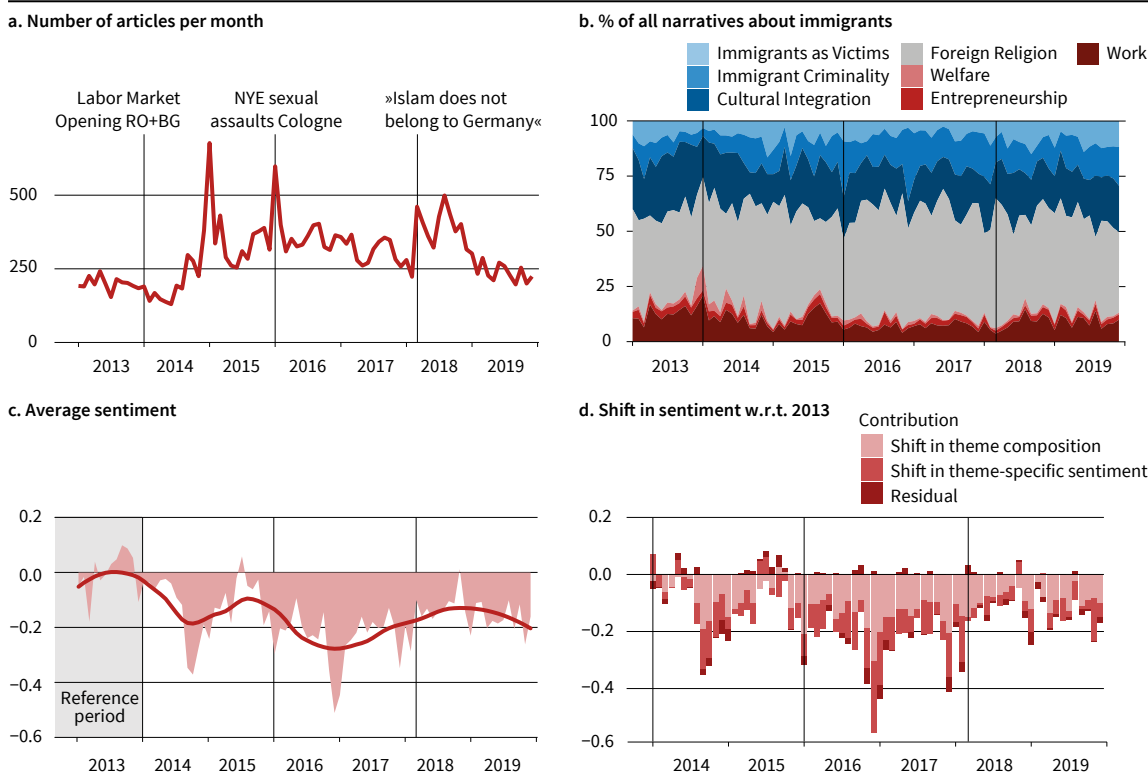 a. Number of articles per month
Labor Market
Opening RO+BG
NYE sexual
assaults Cologne
»Islam does not
belong to Germany«
500
250
0
2013 2014 2015 2016 2017 2018 2019
b. % of all narratives about immigrants
Immigrants as Victims
Immigrant Criminality
Cultural Integration
Foreign Religion
Welfare
Entrepreneurship
Work
100
75
50
25
0
2013 2014 2015 2016 2017 2018 2019
c. Average sentiment
0.2
0.0
−0.2
−0.4
−0.6
Reference
period
2013 2014 2015 2016 2017 2018 2019
d. Shift in sentiment w.r.t. 2013
Contribution
Shift in theme composition
Shift in theme-specific sentiment
Residual
0.2
0.0
−0.2
−0.4
−0.6
2014 2015 2016 2017 2018 2019